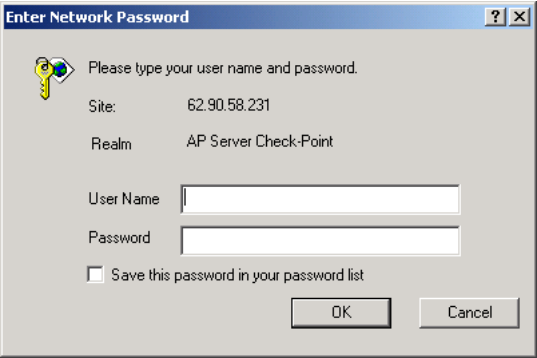 Enter Network Password
Please type your user name and password.
Site: 62.90.58.231
Realm AP Server Check-Point
User Name
Password
Save this password in your password list
OK Cancel